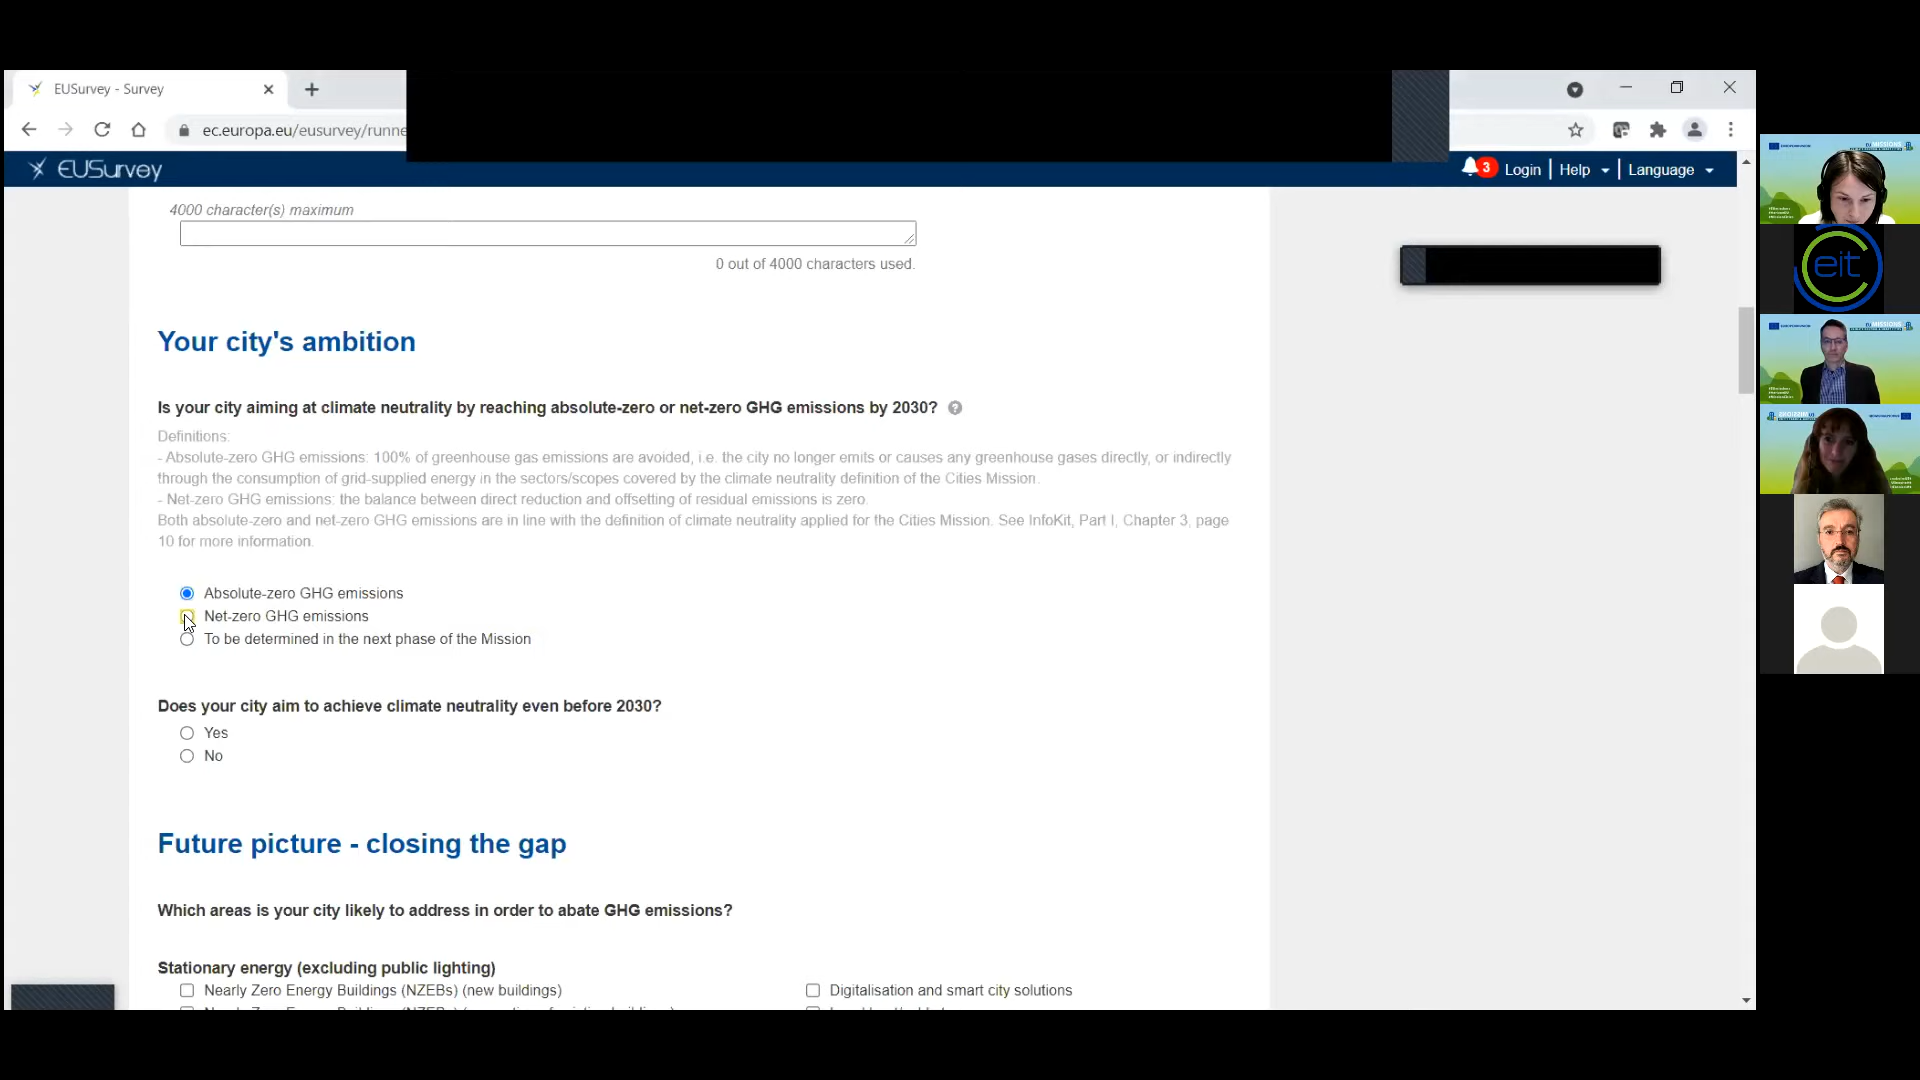 EUSurvey - Survey
ec.europa.eu/eusurvey/runne
EUSurvey
3 Login Help Language
4000 character(s) maximum
0 out of 4000 characters used.
eit
Your city's ambition
Is your city aiming at climate neutrality by reaching absolute-zero or net-zero GHG emissions by 2030?
Definitions:
- Absolute-zero GHG emissions: 100% of greenhouse gas emissions are avoided, i.e. the city no longer emits or causes any greenhouse gases directly, or indirectly
through the consumption of grid-supplied energy in the sectors/scopes covered by the climate neutrality definition of the Cities Mission.
- Net-zero GHG emissions: the balance between direct reduction and offsetting of residual emissions is zero.
Both absolute-zero and net-zero GHG emissions are in line with the definition of climate neutrality applied for the Cities Mission. See InfoKit, Part I, Chapter 3, page
10 for more information.
Absolute-zero GHG emissions
Net-zero GHG emissions
To be determined in the next phase of the Mission
Does your city aim to achieve climate neutrality even before 2030?
Yes
No
Future picture - closing the gap
Which areas is your city likely to address in order to abate GHG emissions?
Stationary energy (excluding public lighting)
Nearly Zero Energy Buildings (NZEBs) (new buildings)
Digitalisation and smart city solutions